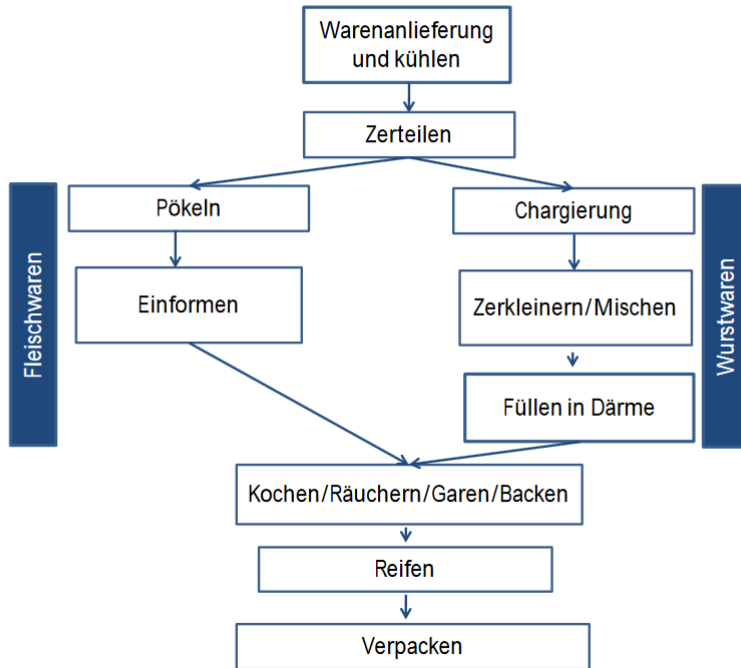 Warenanlieferung
und kühlen
Zerteilen
Fleischwaren
Pökeln
Einformen
Chargierung
Zerkleinern/Mischen
Füllen in Därme
Wurstwaren
Kochen/Räuchern/Garen/Backen
Reifen
Verpacken